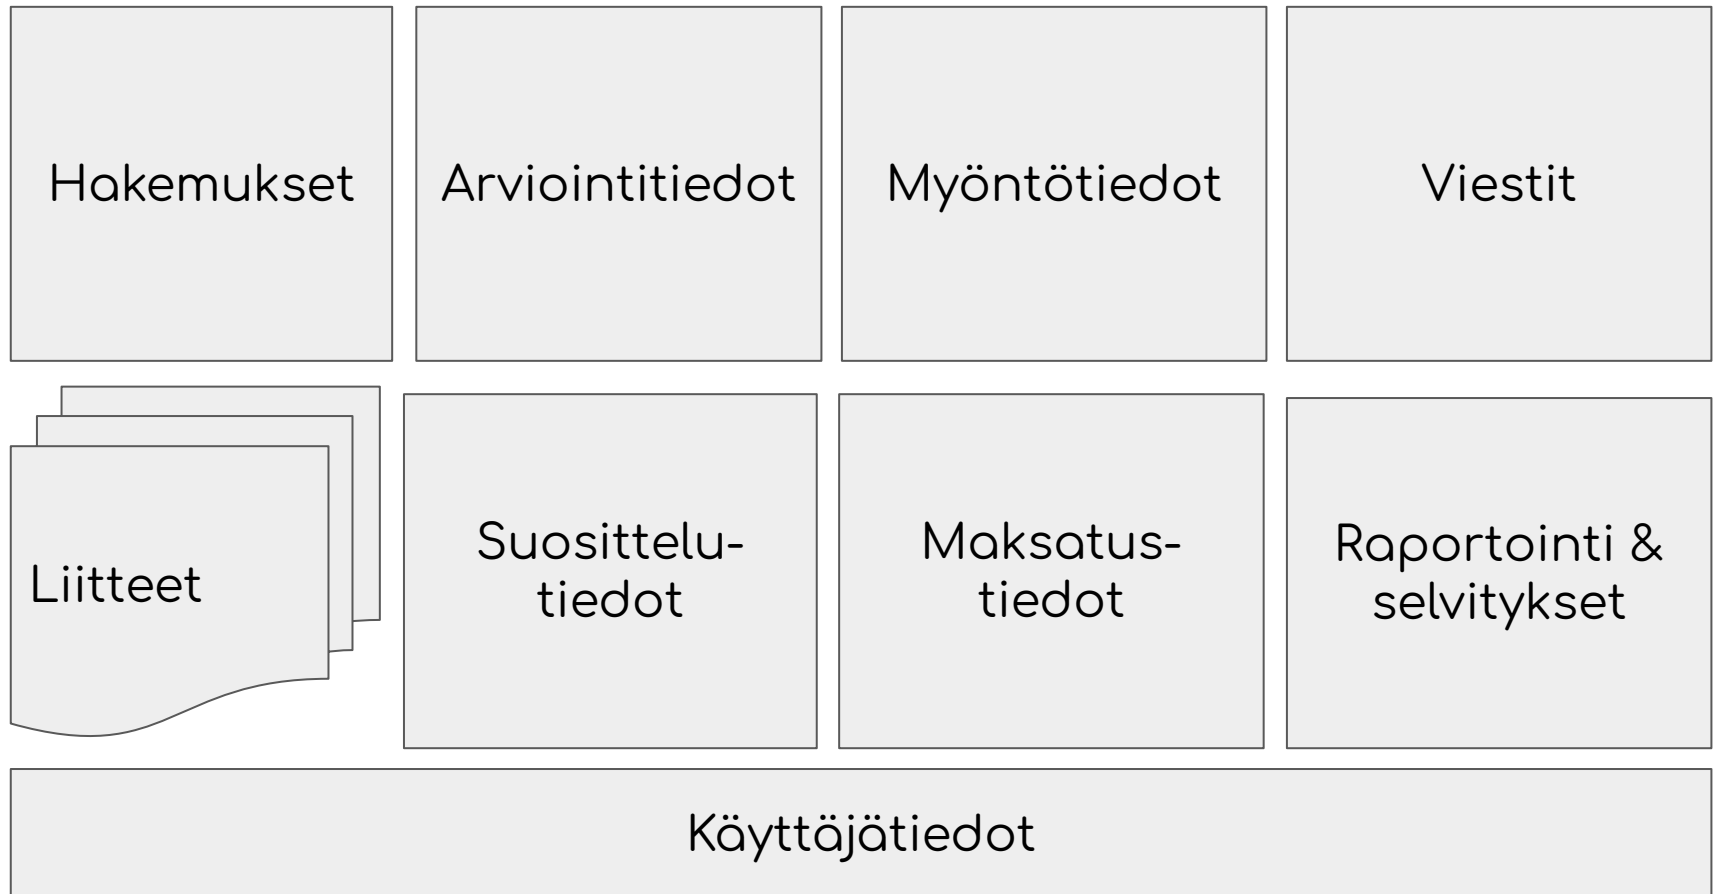 Hakemukset
Arviointitiedot
Myöntötiedot
Viestit
Liitteet
Suosittelu-
tiedot
Maksatus-
tiedot
Raportointi &
selvitykset
Käyttäjätiedot